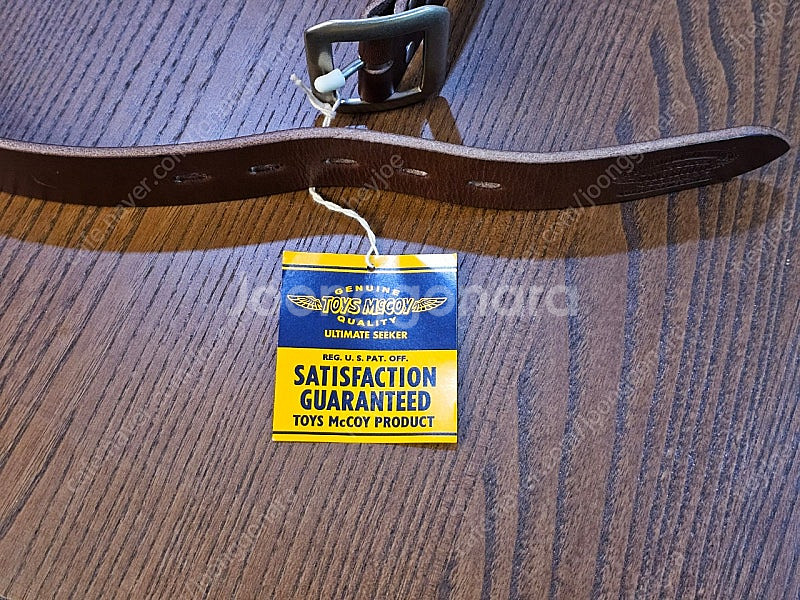 GENUINE
TOYS McCOY
QUALITY
ULTIMATE SEEKER
REG. U. S. PAT. OFF.
SATISFACTION
GUARANTEED
TOYS McCOY PRODUCT
Joonggonara